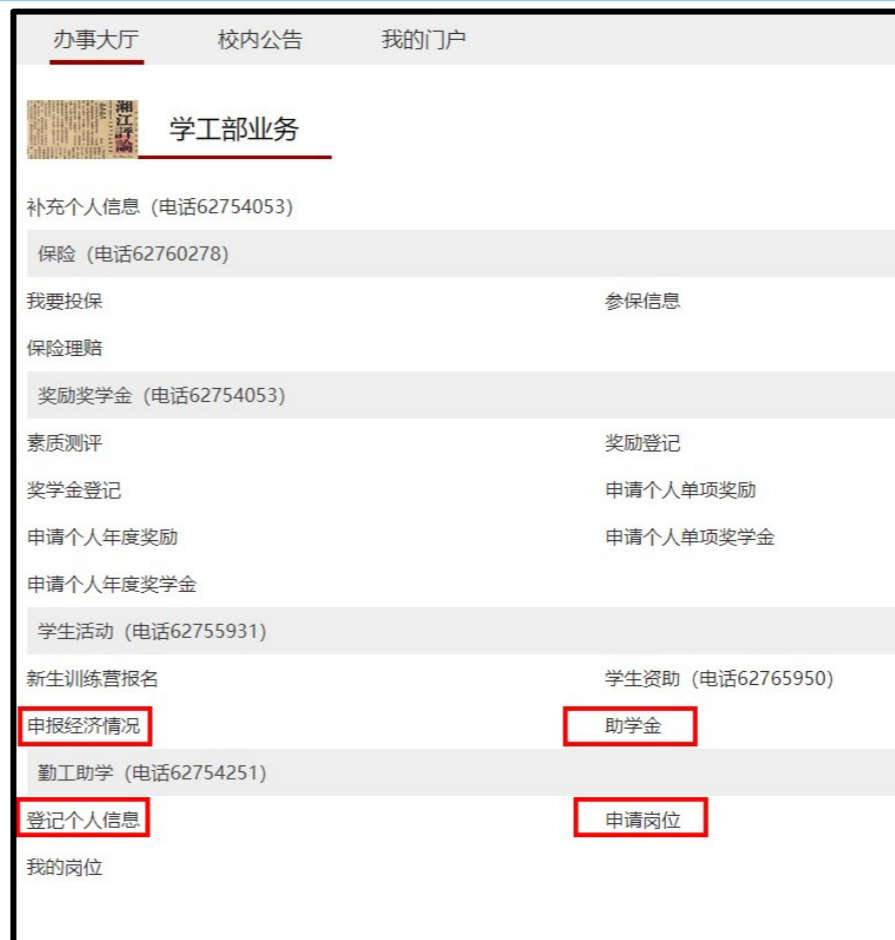 办事大厅 校内公告 我的门户
湘江評論
学工部业务
补充个人信息（电话62754053）
保险（电话62760278）
我要投保 参保信息
保险理赔
奖励奖学金（电话62754053）
素质测评 奖励登记
奖学金登记 申请个人单项奖励
申请个人年度奖励 申请个人单项奖学金
申请个人年度奖学金
学生活动（电话62755931）
新生训练营报名 学生资助（电话62765950）
申报经济情况 助学金
勤工助学（电话62754251）
登记个人信息 申请岗位
我的岗位